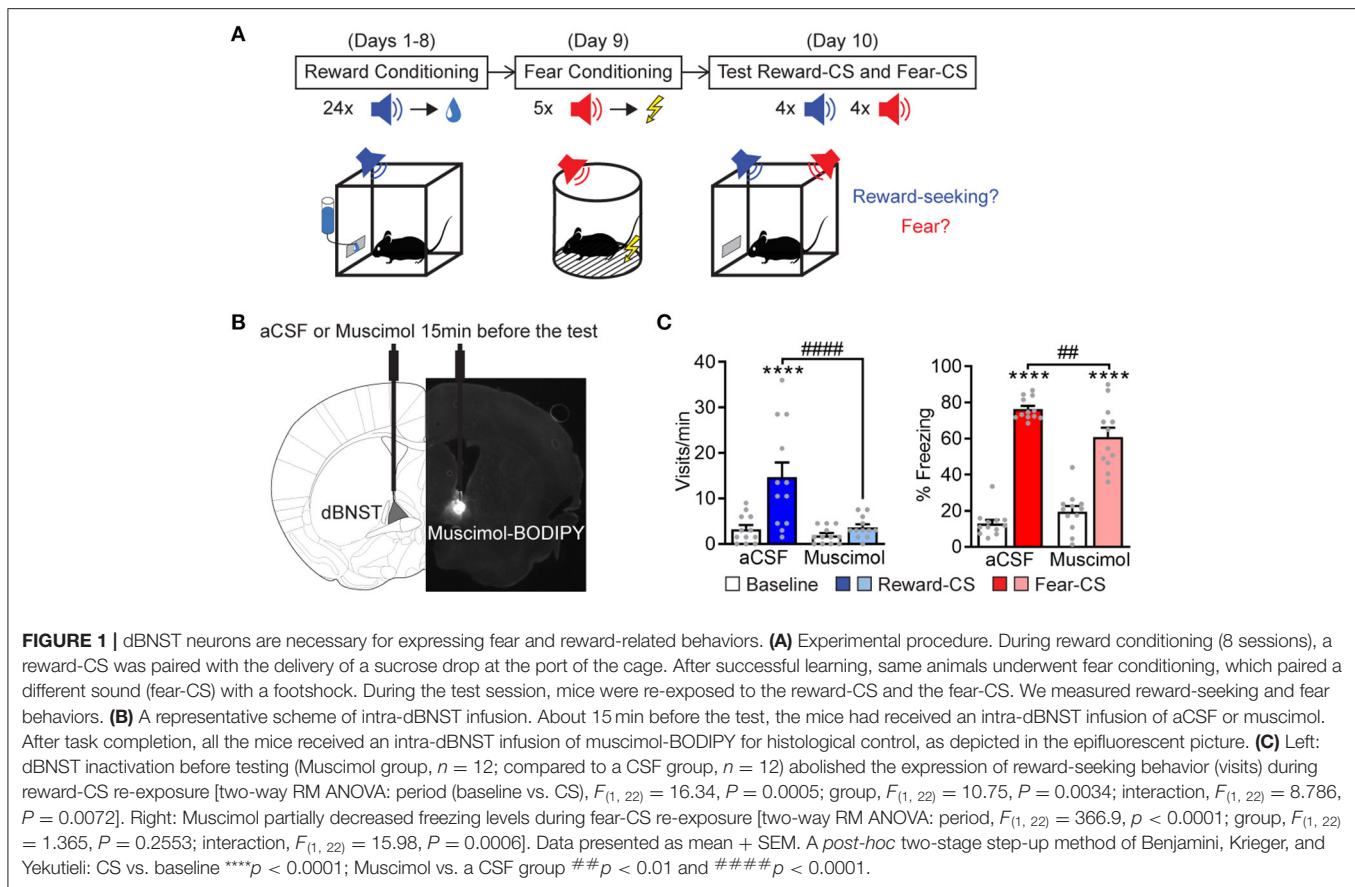 A
(Days 1-8)
(Day 9)
(Day 10)
Reward Conditioning
Fear Conditioning
Test Reward-CS and Fear-CS
24x
5x
4x
4x
Reward-seeking?
Fear?
B
aCSF or Muscimol 15min before the test
dBNST
Muscimol-BODIPY
C
Visits/min
40
30
20
10
0
****
####
aCSF
Muscimol
% Freezing
100
80
60
40
20
0
****
##
****
aCSF
Muscimol
Baseline
Reward-CS
Fear-CS
FIGURE 1 | dBNST neurons are necessary for expressing fear and reward-related behaviors. (A) Experimental procedure. During reward conditioning (8 sessions), a
reward-CS was paired with the delivery of a sucrose drop at the port of the cage. After successful learning, same animals underwent fear conditioning, which paired a
different sound (fear-CS) with a footshock. During the test session, mice were re-exposed to the reward-CS and the fear-CS. We measured reward-seeking and fear
behaviors. (B) A representative scheme of intra-dBNST infusion. About 15 min before the test, the mice had received an intra-dBNST infusion of aCSF or muscimol.
After task completion, all the mice received an intra-dBNST infusion of muscimol-BODIPY for histological control, as depicted in the epifluorescent picture. (C) Left:
dBNST inactivation before testing (Muscimol group, n = 12; compared to a CSF group, n = 12) abolished the expression of reward-seeking behavior (visits) during
reward-CS re-exposure [two-way RM ANOVA: period (baseline vs. CS), F(1, 22) = 16.34, P = 0.0005; group, F(1, 22) = 10.75, P = 0.0034; interaction, F(1, 22) = 8.786,
P = 0.0072]. Right: Muscimol partially decreased freezing levels during fear-CS re-exposure [two-way RM ANOVA: period, F(1, 22) = 366.9, p < 0.0001; group, F(1, 22)
= 1.365, P = 0.2553; interaction, F(1, 22) = 15.98, P = 0.0006]. Data presented as mean + SEM. A post-hoc two-stage step-up method of Benjamini, Krieger, and
Yekutieli: CS vs. baseline ****p < 0.0001; Muscimol vs. a CSF group ##p < 0.01 and ####p < 0.0001.